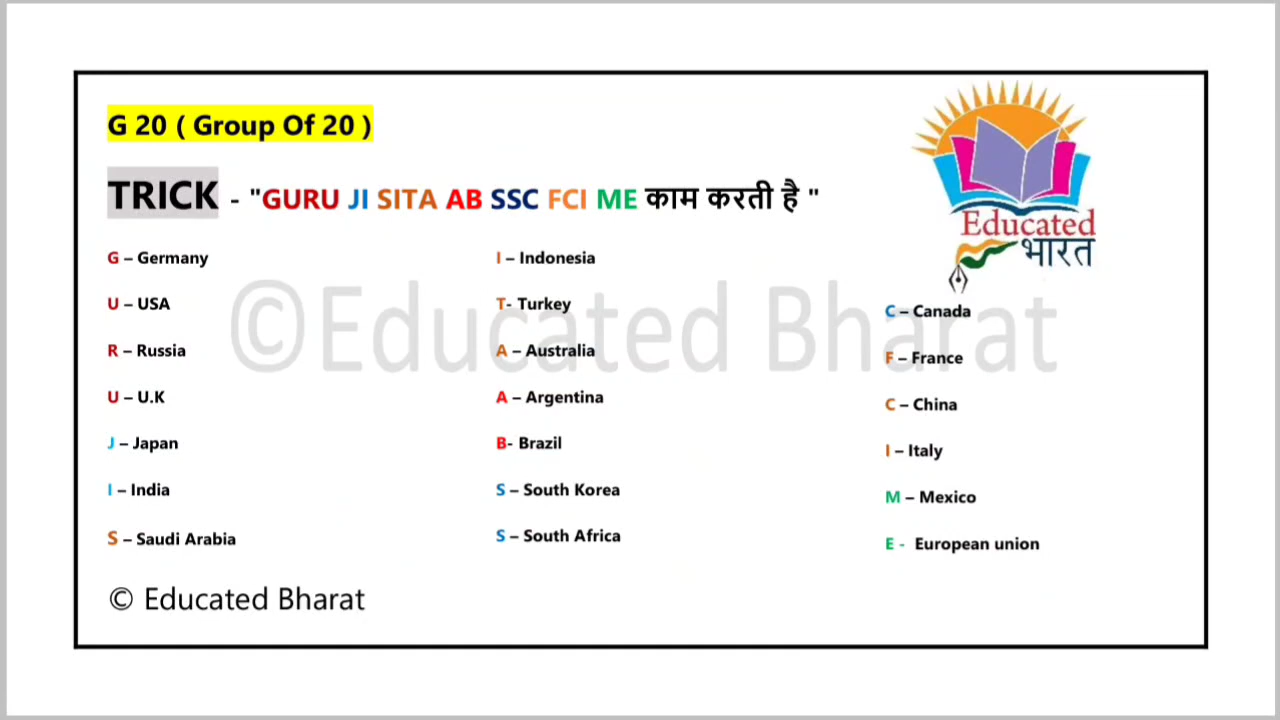 G 20 ( Group Of 20 )
TRICK - "GURU JI SITA AB SSC FCI ME काम करती है "
G – Germany
U – USA
R – Russia
U – U.K
J – Japan
I – India
S – Saudi Arabia
I – Indonesia
T- Turkey
A – Australia
A – Argentina
B- Brazil
S – South Korea
S – South Africa
Educated
भारत
C – Canada
F – France
C – China
I – Italy
M – Mexico
E - European union
©Educated Bharat
© Educated Bharat